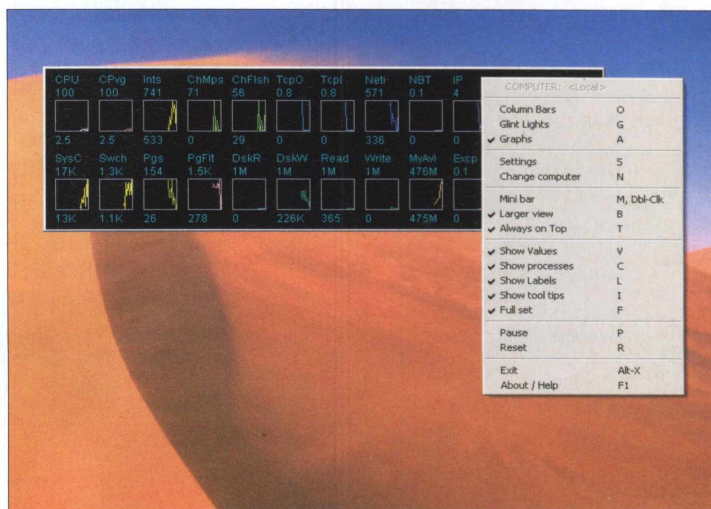 CPU CPvg Ints ChMps ChFlsh TcpO TcpI Neti· NBT IP
100 100 741 71 56 0.8 0.8 571 0.1 4
2.5 2.5 533 0 29 0 0 336 0 0
SysC Swch Pgs PgFlt DskR DskW Read Write MyAvl Excp
17K 1.3K 154 1.5K 1M 1M 1M 1M 476M 0.1
13K 1.1K 26 278 0 226K 365 0 475M 0
COMPUTER: <Local>
Column Bars O
Glint Lights G
✓ Graphs A
Settings S
Change computer N
Mini bar M, Dbl-Clk
✓ Larger view B
✓ Always on Top T
✓ Show Values V
✓ Show processes C
✓ Show Labels L
✓ Show tool tips I
✓ Full set F
Pause P
Reset R
Exit Alt-X
About / Help F1